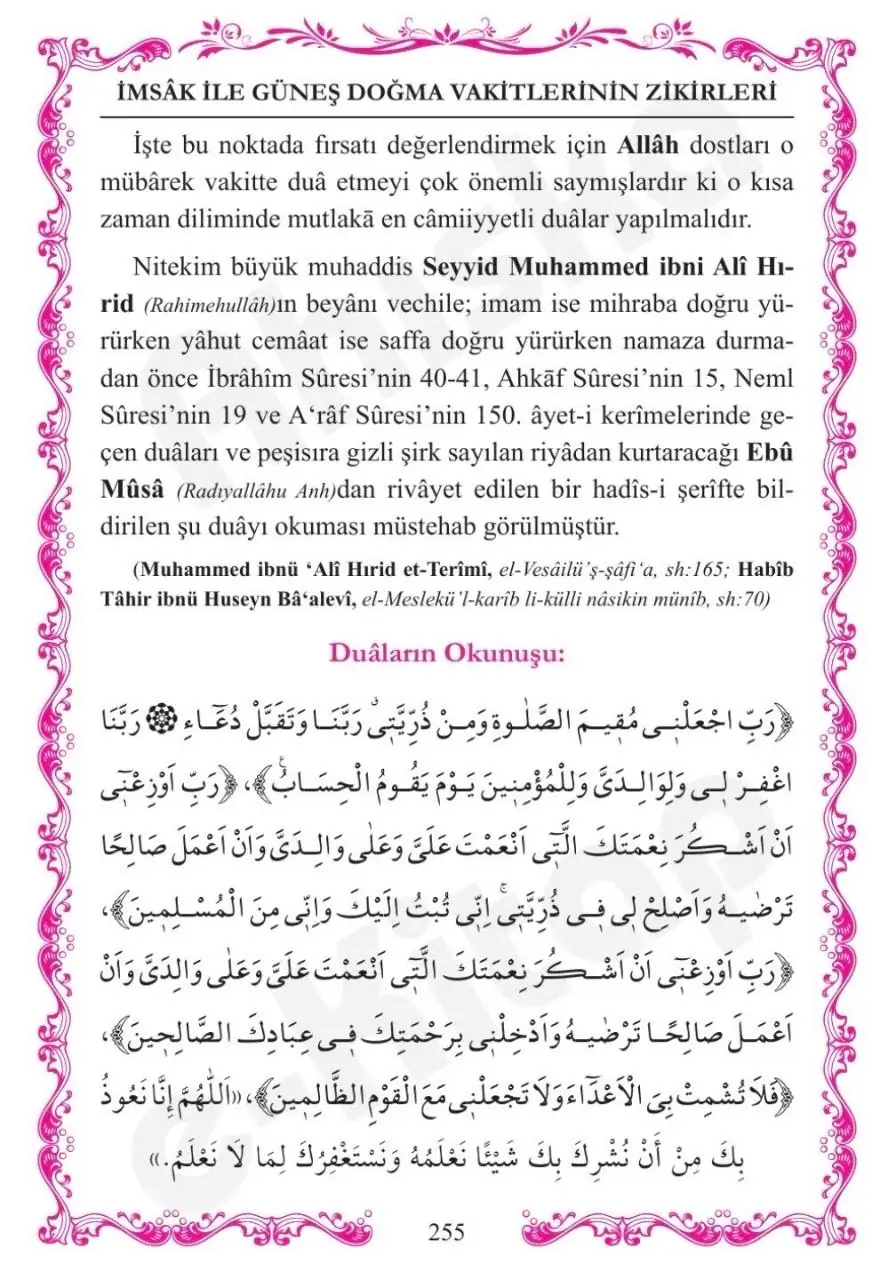 İMSÂK İLE GÜNEŞ DOĞMA VAKİTLERİNİN ZİKİRLERİ
İşte bu noktada fırsatı değerlendirmek için Allâh dostları o
mübârek vakitte duâ etmeyi çok önemli saymışlardır ki o kısa
zaman diliminde mutlakā en câmiiyyetli duâlar yapılmalıdır.
Nitekim büyük muhaddis Seyyid Muhammed ibni Alî Hı-
rid (Rahimehullâh)ın beyânı vechile; imam ise mihraba doğru yü-
rürken yâhut cemâat ise saffa doğru yürürken namaza durma-
dan önce İbrâhîm Sûresi’nin 40-41, Ahkāf Sûresi’nin 15, Neml
Sûresi’nin 19 ve A‘râf Sûresi’nin 150. âyet-i kerîmelerinde ge-
çen duâları ve peşisıra gizli şirk sayılan riyâdan kurtaracağı Ebû
Mûsâ (Radıyallâhu Anh)dan rivâyet edilen bir hadîs-i şerîfte bil-
dirilen şu duâyı okuması müstehab görülmüştür.
(Muhammed ibnü ‘Alî Hırid et-Terîmî, el-Vesâilü’ş-şâfi‘a, sh:165; Habîb
Tâhir ibnü Huseyn Bâ‘alevî, el-Meslekü’l-karîb li-külli nâsikin münîb, sh:70)
Duâların Okunuşu:
﴿رَبِّ اجْعَلْنٖى مُقٖيمَ الصَّلٰوةِ وَمِنْ ذُرِّيَّتٖىۗ رَبَّنَا وَتَقَبَّلْ دُعَٓاءِ ۞ رَبَّنَا
اغْفِرْ لٖى وَلِوَالِدَىَّ وَلِلْمُؤْمِنٖينَ يَوْمَ يَقُومُ الْحِسَابُ﴾، ﴿رَبِّ اَوْزِعْنٖٓى
اَنْ اَشْكُرَ نِعْمَتَكَ الَّتٖٓى اَنْعَمْتَ عَلَىَّ وَعَلٰى وَالِدَىَّ وَاَنْ اَعْمَلَ صَالِحًا
تَرْضٰيهُ وَاَصْلِحْ لٖى فٖى ذُرِّيَّتٖىۚ اِنّٖى تُبْتُ اِلَيْكَ وَاِنّٖى مِنَ الْمُسْلِمٖينَ﴾،
﴿رَبِّ اَوْزِعْنٖٓى اَنْ اَشْكُرَ نِعْمَتَكَ الَّتٖٓى اَنْعَمْتَ عَلَىَّ وَعَلٰى وَالِدَىَّ وَاَنْ
اَعْمَلَ صَالِحًا تَرْضٰيهُ وَاَدْخِلْنٖى بِرَحْمَتِكَ فٖى عِبَادِكَ الصَّالِحٖينَ﴾،
﴿فَلَا تُشْمِتْ بِىَ الْاَعْدَٓاءَ وَلَا تَجْعَلْنٖى مَعَ الْقَوْمِ الظَّالِمٖينَ﴾، «اَللّٰهُمَّ إِنَّا نَعُوذُ
بِكَ مِنْ أَنْ نُشْرِكَ بِكَ شَيْئًا نَعْلَمُهُ وَنَسْتَغْفِرُكَ لِمَا لَا نَعْلَمُ.»
255